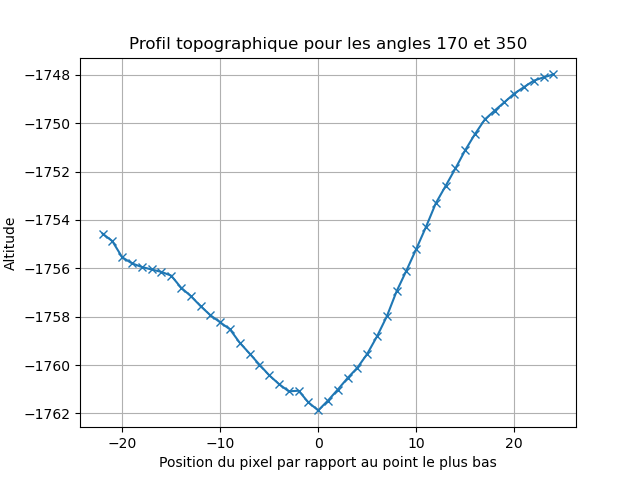 Profil topographique pour les angles 170 et 350
Altitude
−1748
−1750
−1752
−1754
−1756
−1758
−1760
−1762
−20 −10 0 10 20
Position du pixel par rapport au point le plus bas